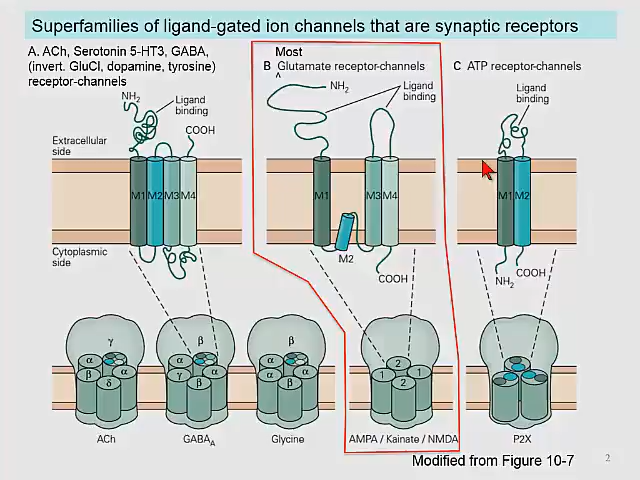 Superfamilies of ligand-gated ion channels that are synaptic receptors
A. ACh, Serotonin 5-HT3, GABA,
(invert. GluCl, dopamine, tyrosine)
receptor-channels
Most
B Glutamate receptor-channels
^
C ATP receptor-channels
NH2
Ligand
binding
COOH
NH2
Ligand
binding
Ligand
binding
Extracellular
side
M1 M2 M3 M4
M1 M3 M4
M1 M2
M2
Cytoplasmic
side
COOH
NH2 COOH
γ
α α
β δ
β
α α
γ β
β
α α
β β
2
1 1
2
ACh
GABAA
Glycine
AMPA / Kainate / NMDA
P2X
Modified from Figure 10-7
2